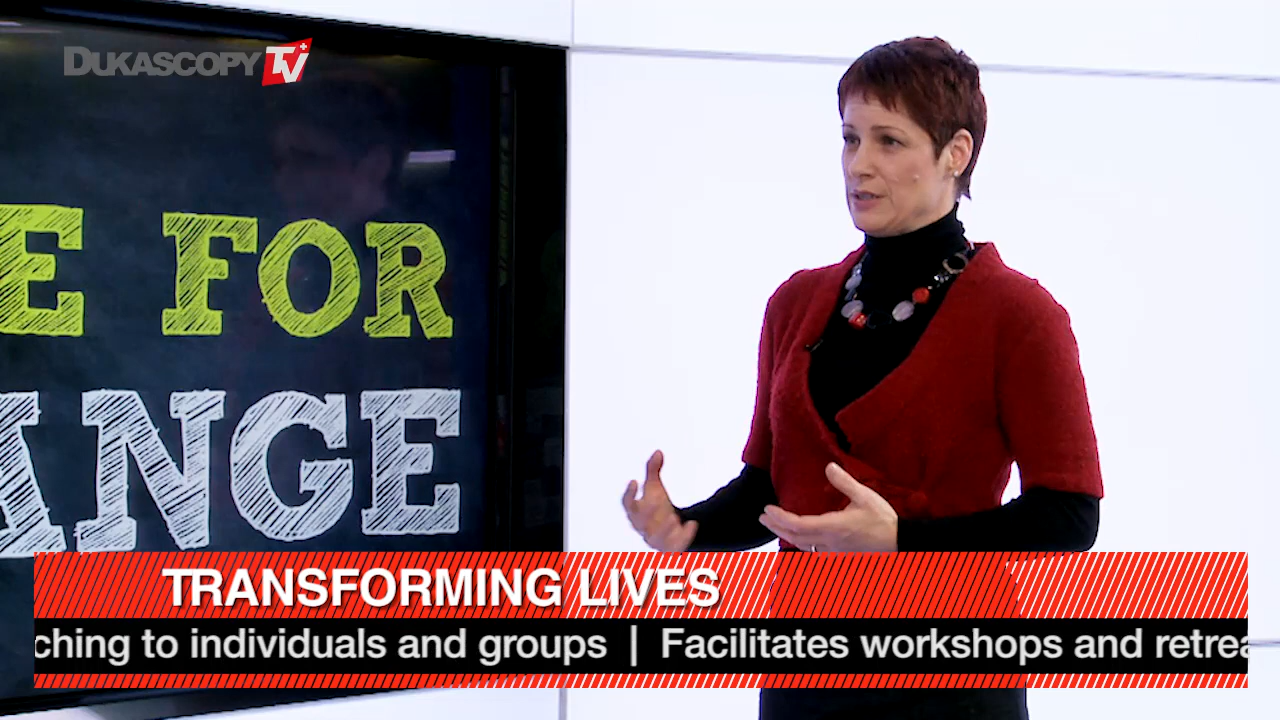 DUKASCOPY TV
E FOR
ANGE
TRANSFORMING LIVES
ching to individuals and groups | Facilitates workshops and retrea